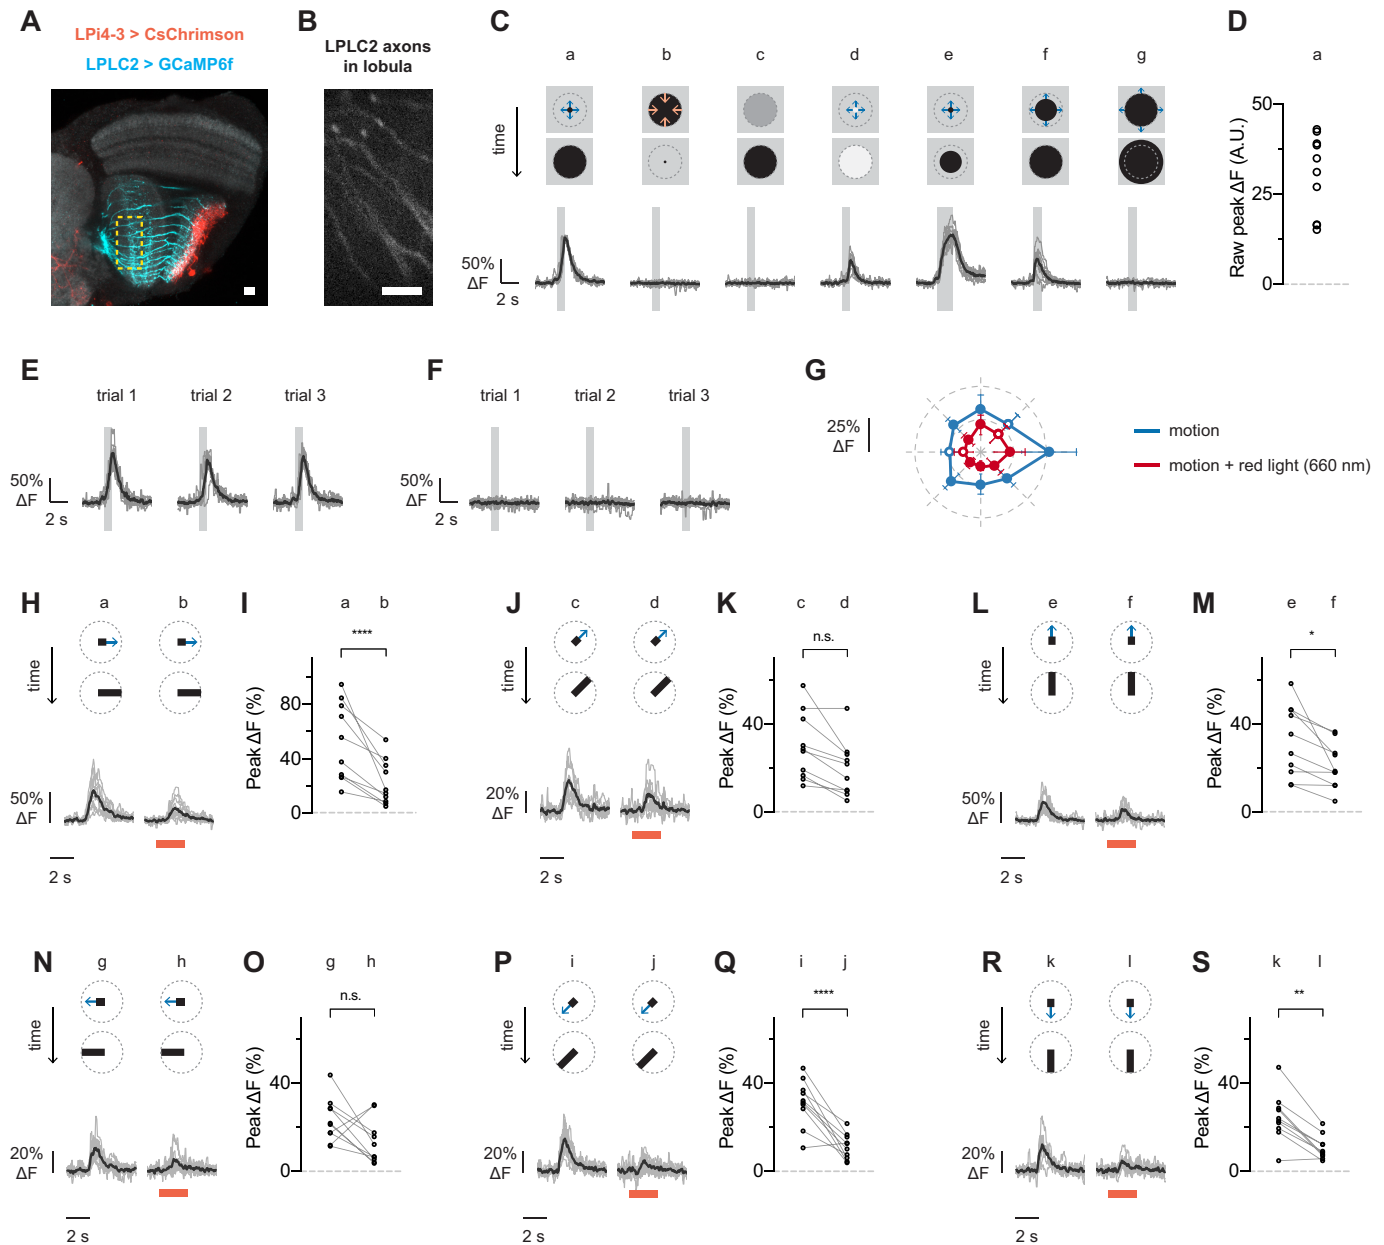 A
LPi4-3 > CsChrimson
LPLC2 > GCaMP6f
B
LPLC2 axons
in lobula
C
a b c d e f g
time
50%
ΔF
2 s
D
a
Raw peak ΔF (A.U.)
50
25
0
E
trial 1 trial 2 trial 3
50%
ΔF
2 s
F
trial 1 trial 2 trial 3
50%
ΔF
2 s
G
25%
ΔF
motion
motion + red light (660 nm)
H
a b
time
50%
ΔF
2 s
I
a b
****
Peak ΔF (%)
80
40
0
J
c d
time
20%
ΔF
2 s
K
c d
n.s.
Peak ΔF (%)
40
0
L
e f
time
50%
ΔF
2 s
M
e f
*
Peak ΔF (%)
40
0
N
g h
time
20%
ΔF
2 s
O
g h
n.s.
Peak ΔF (%)
40
0
P
i j
time
20%
ΔF
2 s
Q
i j
****
Peak ΔF (%)
40
0
R
k l
time
20%
ΔF
2 s
S
k l
**
Peak ΔF (%)
40
0